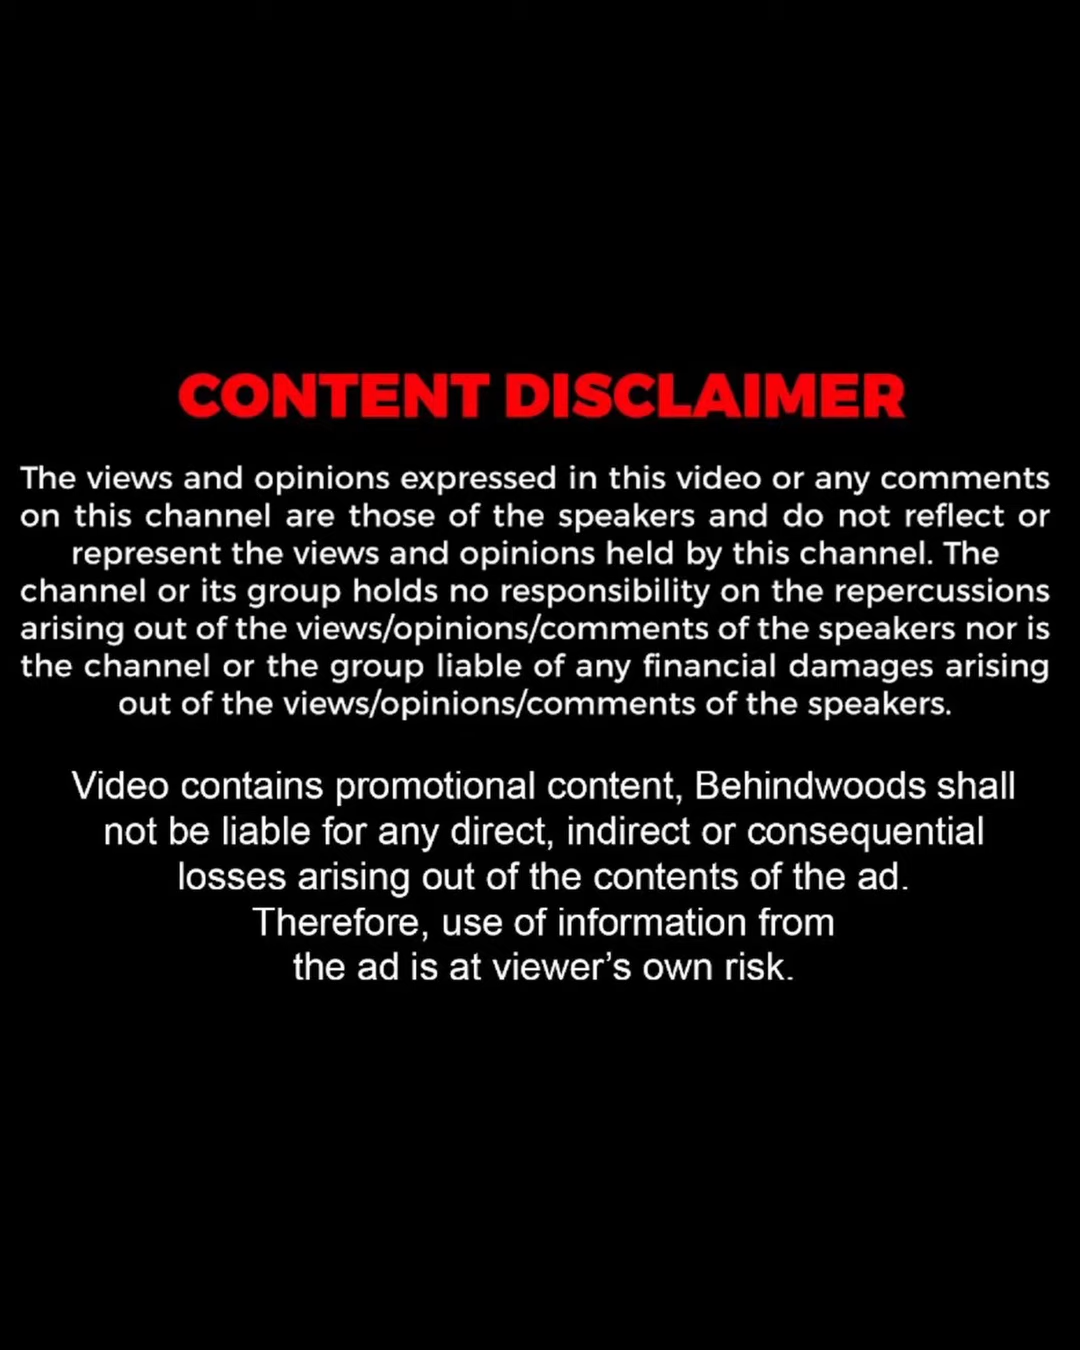 CONTENT DISCLAIMER
The views and opinions expressed in this video or any comments
on this channel are those of the speakers and do not reflect or
represent the views and opinions held by this channel. The
channel or its group holds no responsibility on the repercussions
arising out of the views/opinions/comments of the speakers nor is
the channel or the group liable of any financial damages arising
out of the views/opinions/comments of the speakers.
Video contains promotional content, Behindwoods shall
not be liable for any direct, indirect or consequential
losses arising out of the contents of the ad.
Therefore, use of information from
the ad is at viewer’s own risk.